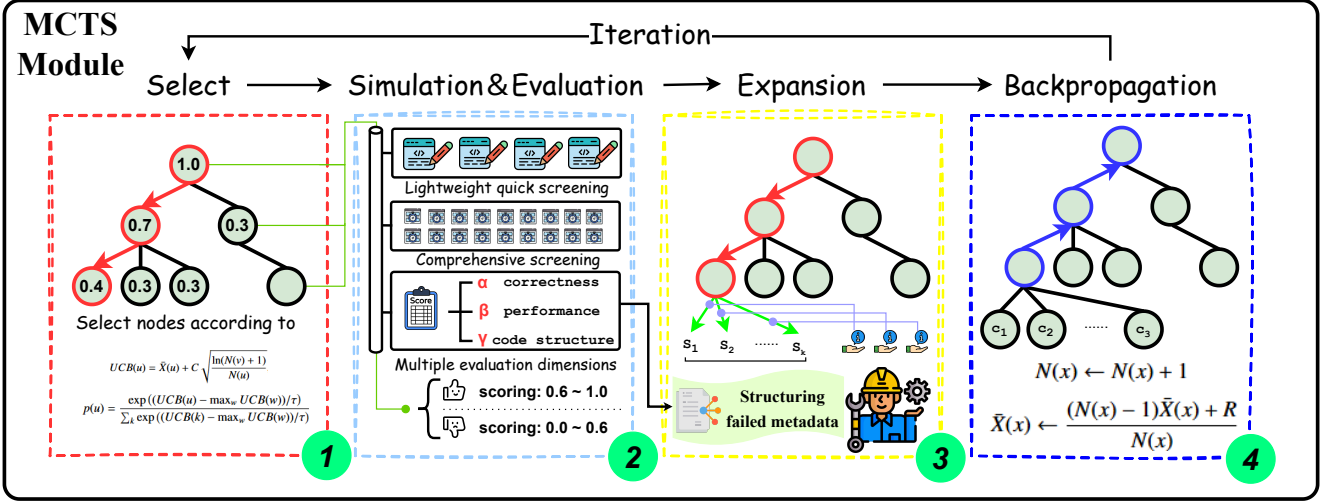 MCTS
Module
Iteration
Select
Simulation&Evaluation
Expansion
Backpropagation
1.0
0.7
0.3
0.4
0.3
0.3
Select nodes according to
UCB(u) = X̄(u) + C √(ln(N(v) + 1) / N(u))
p(u) = exp((UCB(u) − max_w UCB(w))/τ) / ∑_k exp((UCB(k) − max_w UCB(w))/τ)
1
Lightweight quick screening
Comprehensive screening
Score
α correctness
β performance
γ code structure
Multiple evaluation dimensions
scoring: 0.6 ~ 1.0
scoring: 0.0 ~ 0.6
2
S₁ S₂ ...... Sₖ
Structuring
failed metadata
3
c₁ c₂ ...... c₃
N(x) ← N(x) + 1
X̄(x) ← ((N(x) − 1)X̄(x) + R) / N(x)
4